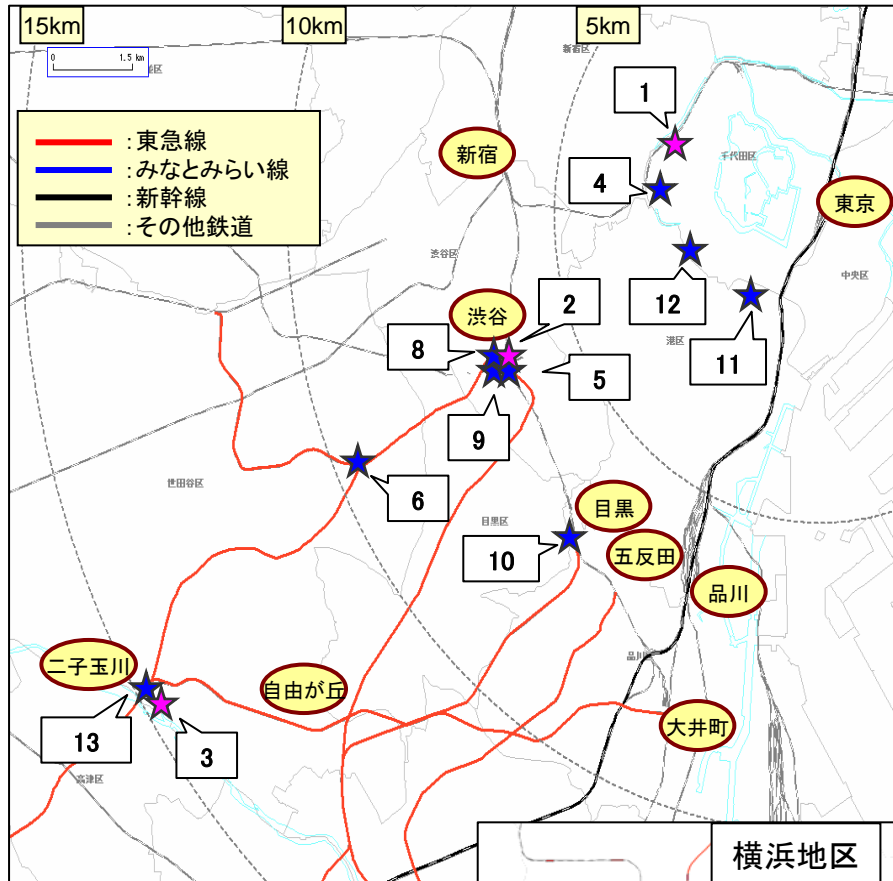 15km
10km
5km
0 1.5 km
区
新宿区
1
:東急線
:みなとみらい線
:新幹線
:その他鉄道
新宿
千代田区
4
東京
渋谷区
中央区
12
渋谷
2
8
港区
11
5
9
世田谷区
6
目黒区
目黒
10
五反田
品川
品川
二子玉川
自由が丘
大井町
13
3
高津区
横浜地区